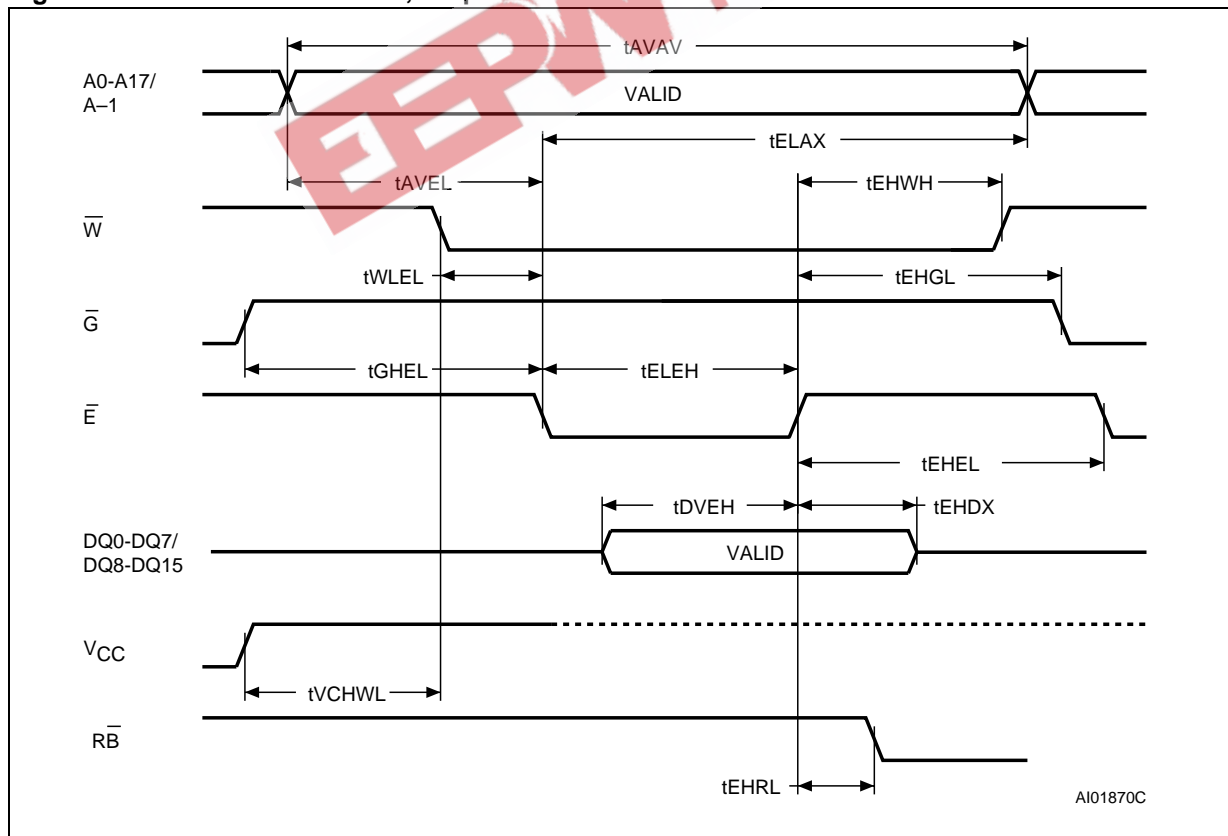 tAVAV
A0-A17/
A–1
VALID
tELAX
tAVEL
tEHWH
W̅
tWLEL
tEHGL
G̅
tGHEL
tELEH
E̅
tEHEL
tDVEH
tEHDX
DQ0-DQ7/
DQ8-DQ15
VALID
VCC
tVCHWL
RB̅
tEHRL
AI01870C